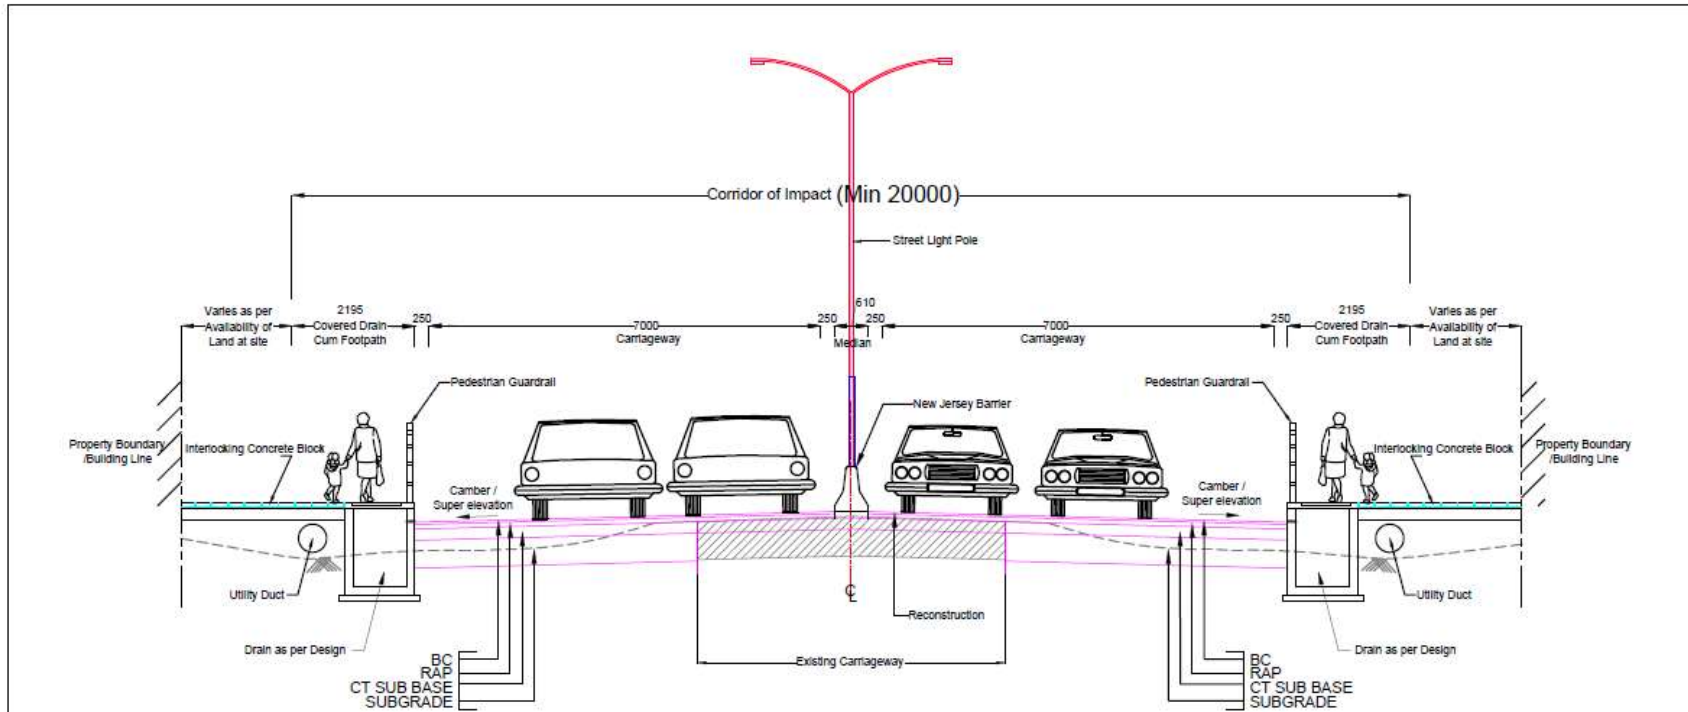 Corridor of Impact (Min 20000)
Street Light Pole
Varies as per
Availability of
Land at site
2195
Covered Drain
Cum Footpath
250
7000
Carriageway
250
610
250
Median
7000
Carriageway
250
2195
Covered Drain
Cum Footpath
Varies as per
Availability of
Land at site
Pedestrian Guardrail
Pedestrian Guardrail
New Jersey Barrier
Property Boundary
/Building Line
Interlocking Concrete Block
Interlocking Concrete Block
Property Boundary
/Building Line
Camber /
Super elevation
Camber /
Super elevation
Utility Duct
C
L
Reconstruction
Utility Duct
Drain as per Design
Existing Carriageway
Drain as per Design
BC
RAP
CT SUB BASE
SUBGRADE
BC
RAP
CT SUB BASE
SUBGRADE